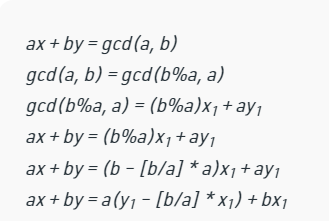 ax + by = gcd(a, b)
gcd(a, b) = gcd(b%a, a)
gcd(b%a, a) = (b%a)x₁ + ay₁
ax + by = (b%a)x₁ + ay₁
ax + by = (b - [b/a] * a)x₁ + ay₁
ax + by = a(y₁ - [b/a] * x₁) + bx₁